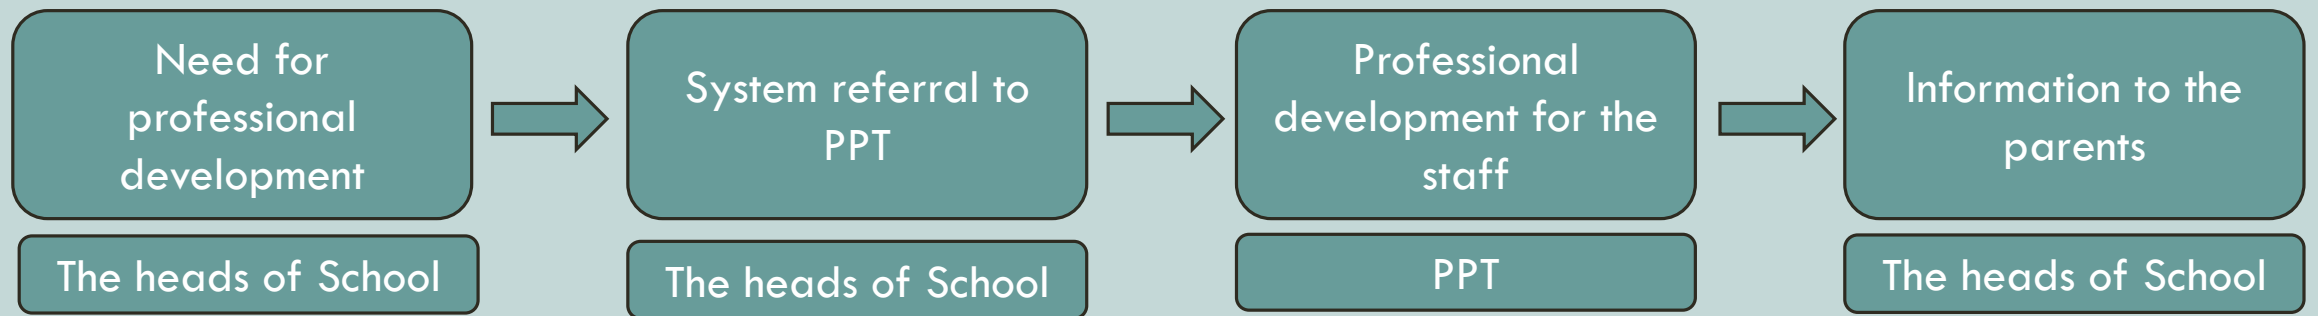 Need for
professional
development
The heads of School
System referral to
PPT
The heads of School
Professional
development for the
staff
PPT
Information to the
parents
The heads of School